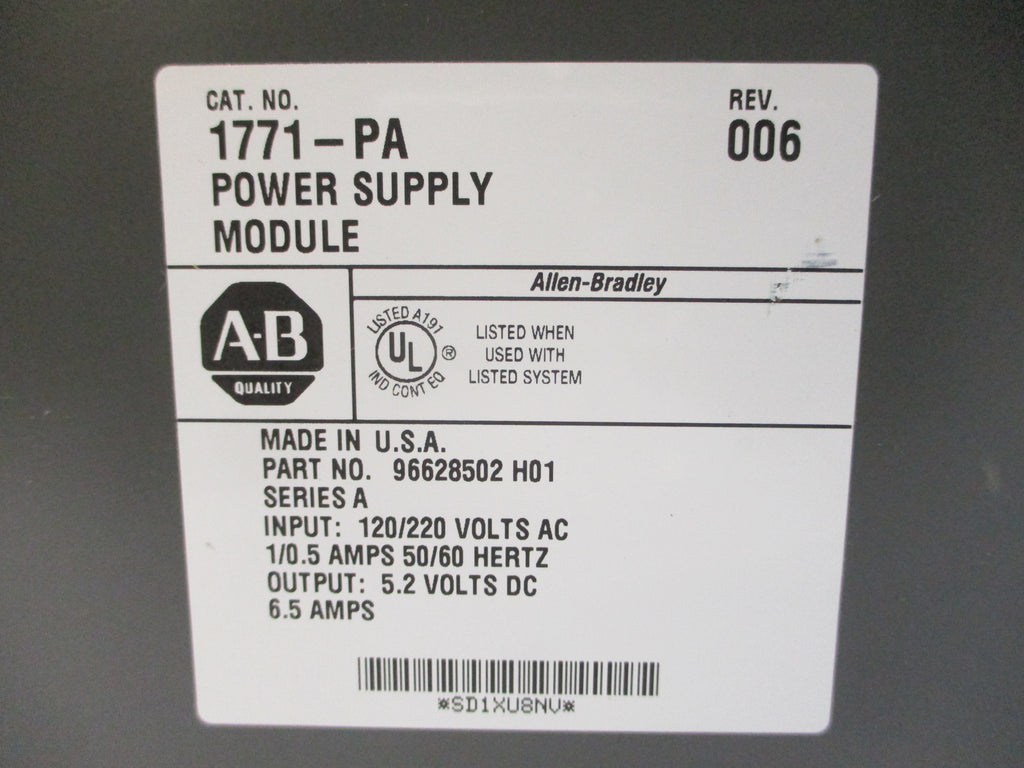 CAT. NO.
1771-PA
REV.
006
POWER SUPPLY
MODULE
Allen-Bradley
A-B
QUALITY
LISTED A191
UL ®
IND CONT EQ
LISTED WHEN
USED WITH
LISTED SYSTEM
MADE IN U.S.A.
PART NO. 96628502 H01
SERIES A
INPUT: 120/220 VOLTS AC
1/0.5 AMPS 50/60 HERTZ
OUTPUT: 5.2 VOLTS DC
6.5 AMPS
*SD1XU8NV*